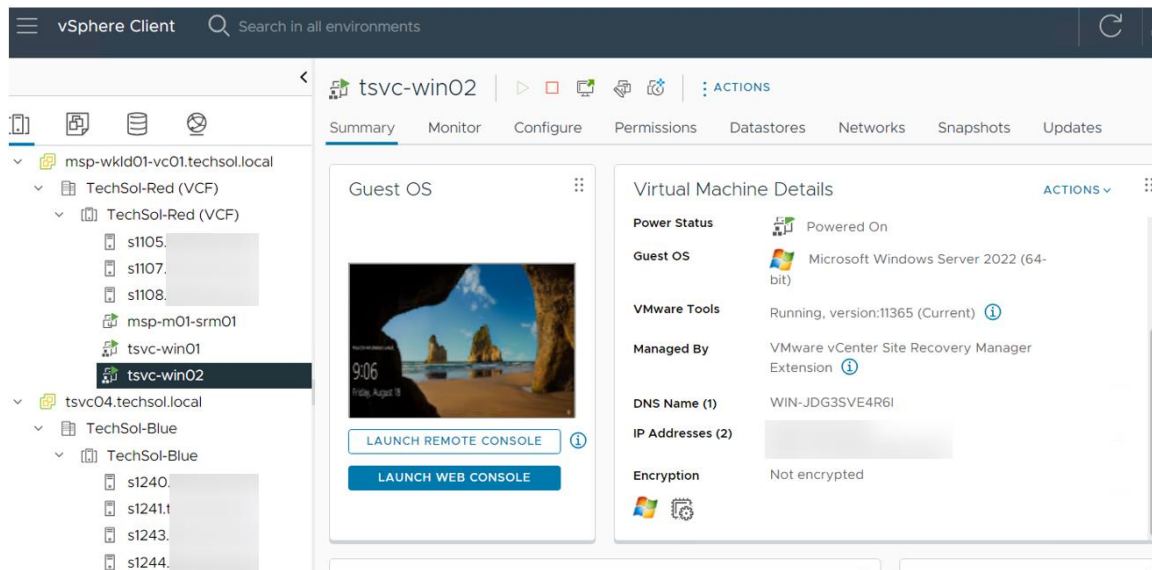 vSphere Client
Search in all environments
tsvc-win02
ACTIONS
Summary Monitor Configure Permissions Datastores Networks Snapshots Updates
msp-wkld01-vc01.techsol.local
TechSol-Red (VCF)
TechSol-Red (VCF)
s1105.
s1107.
s1108.
msp-m01-srm01
tsvc-win01
tsvc-win02
tsvc04.techsol.local
TechSol-Blue
TechSol-Blue
s1240.
s1241.t
s1243.
s1244.
Guest OS
9:06
Friday, August 18
LAUNCH REMOTE CONSOLE
LAUNCH WEB CONSOLE
Virtual Machine Details
ACTIONS
Power Status Powered On
Guest OS Microsoft Windows Server 2022 (64-
bit)
VMware Tools Running, version:11365 (Current)
Managed By VMware vCenter Site Recovery Manager
Extension
DNS Name (1) WIN-JDG3SVE4R6I
IP Addresses (2)
Encryption Not encrypted